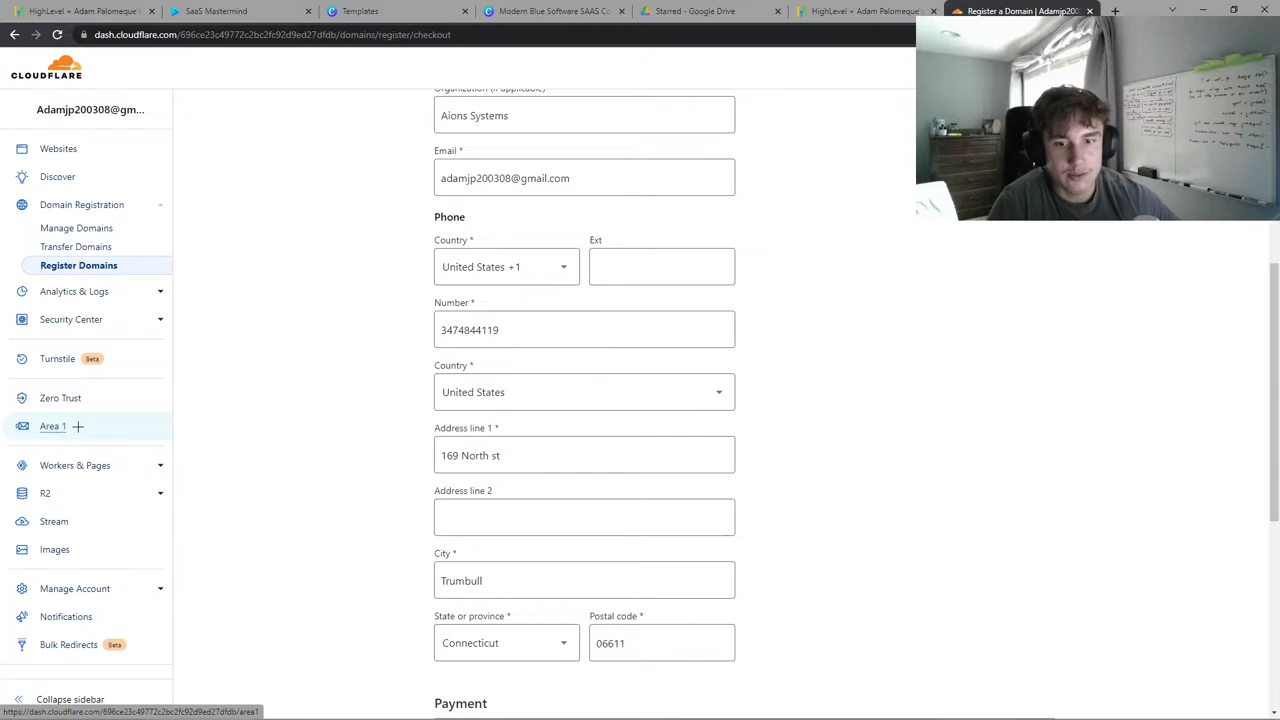 HighLevel + Adam Palomeque
SaaS Mastermind
Templates
Modern Blue Software SAAS Co
Started - Google Drive
HighLevel + Adam Palomeque
Register a Domain | Adamjp200
dash.cloudflare.com/696ce23c49772c2bc2fc92d9ed27dfdb/domains/register/checkout
CLOUDFLARE
Adamjp200308@gm...
Websites
Discover
Domain Registration
Manage Domains
Transfer Domains
Register Domains
Analytics & Logs
Security Center
Turnstile Beta
Zero Trust
Area 1
Workers & Pages
R2
Stream
Images
Manage Account
Notifications
Bulk Redirects Beta
Collapse sidebar
https://dash.cloudflare.com/696ce23c49772c2bc2fc92d9ed27dfdb/area1
Organization (if applicable)
Aions Systems
Email *
adamjp200308@gmail.com
Phone
Country * Ext
United States +1
Number *
3474844119
Country *
United States
Address line 1 *
169 North st
Address line 2
City *
Trumbull
State or province * Postal code *
Connecticut 06611
Payment